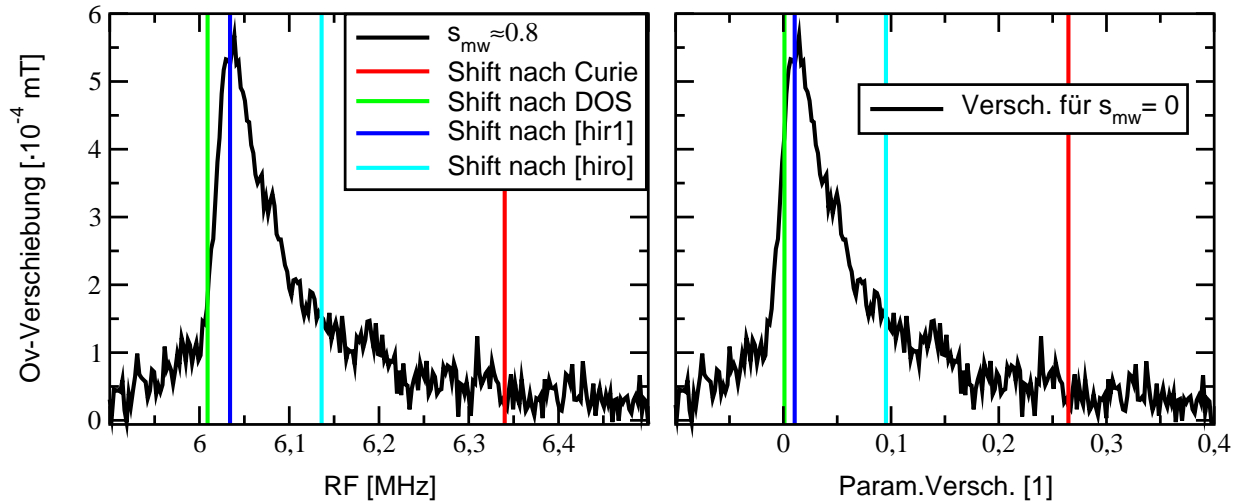 Ov-Verschiebung [·10⁻⁴ mT]
6
5
4
3
2
1
0
s_mw≈0.8
Shift nach Curie
Shift nach DOS
Shift nach [hir1]
Shift nach [hiro]
6
6,1
6,2
6,3
6,4
RF [MHz]
Versch. für s_mw= 0
0
0,1
0,2
0,3
0,4
Param.Versch. [1]